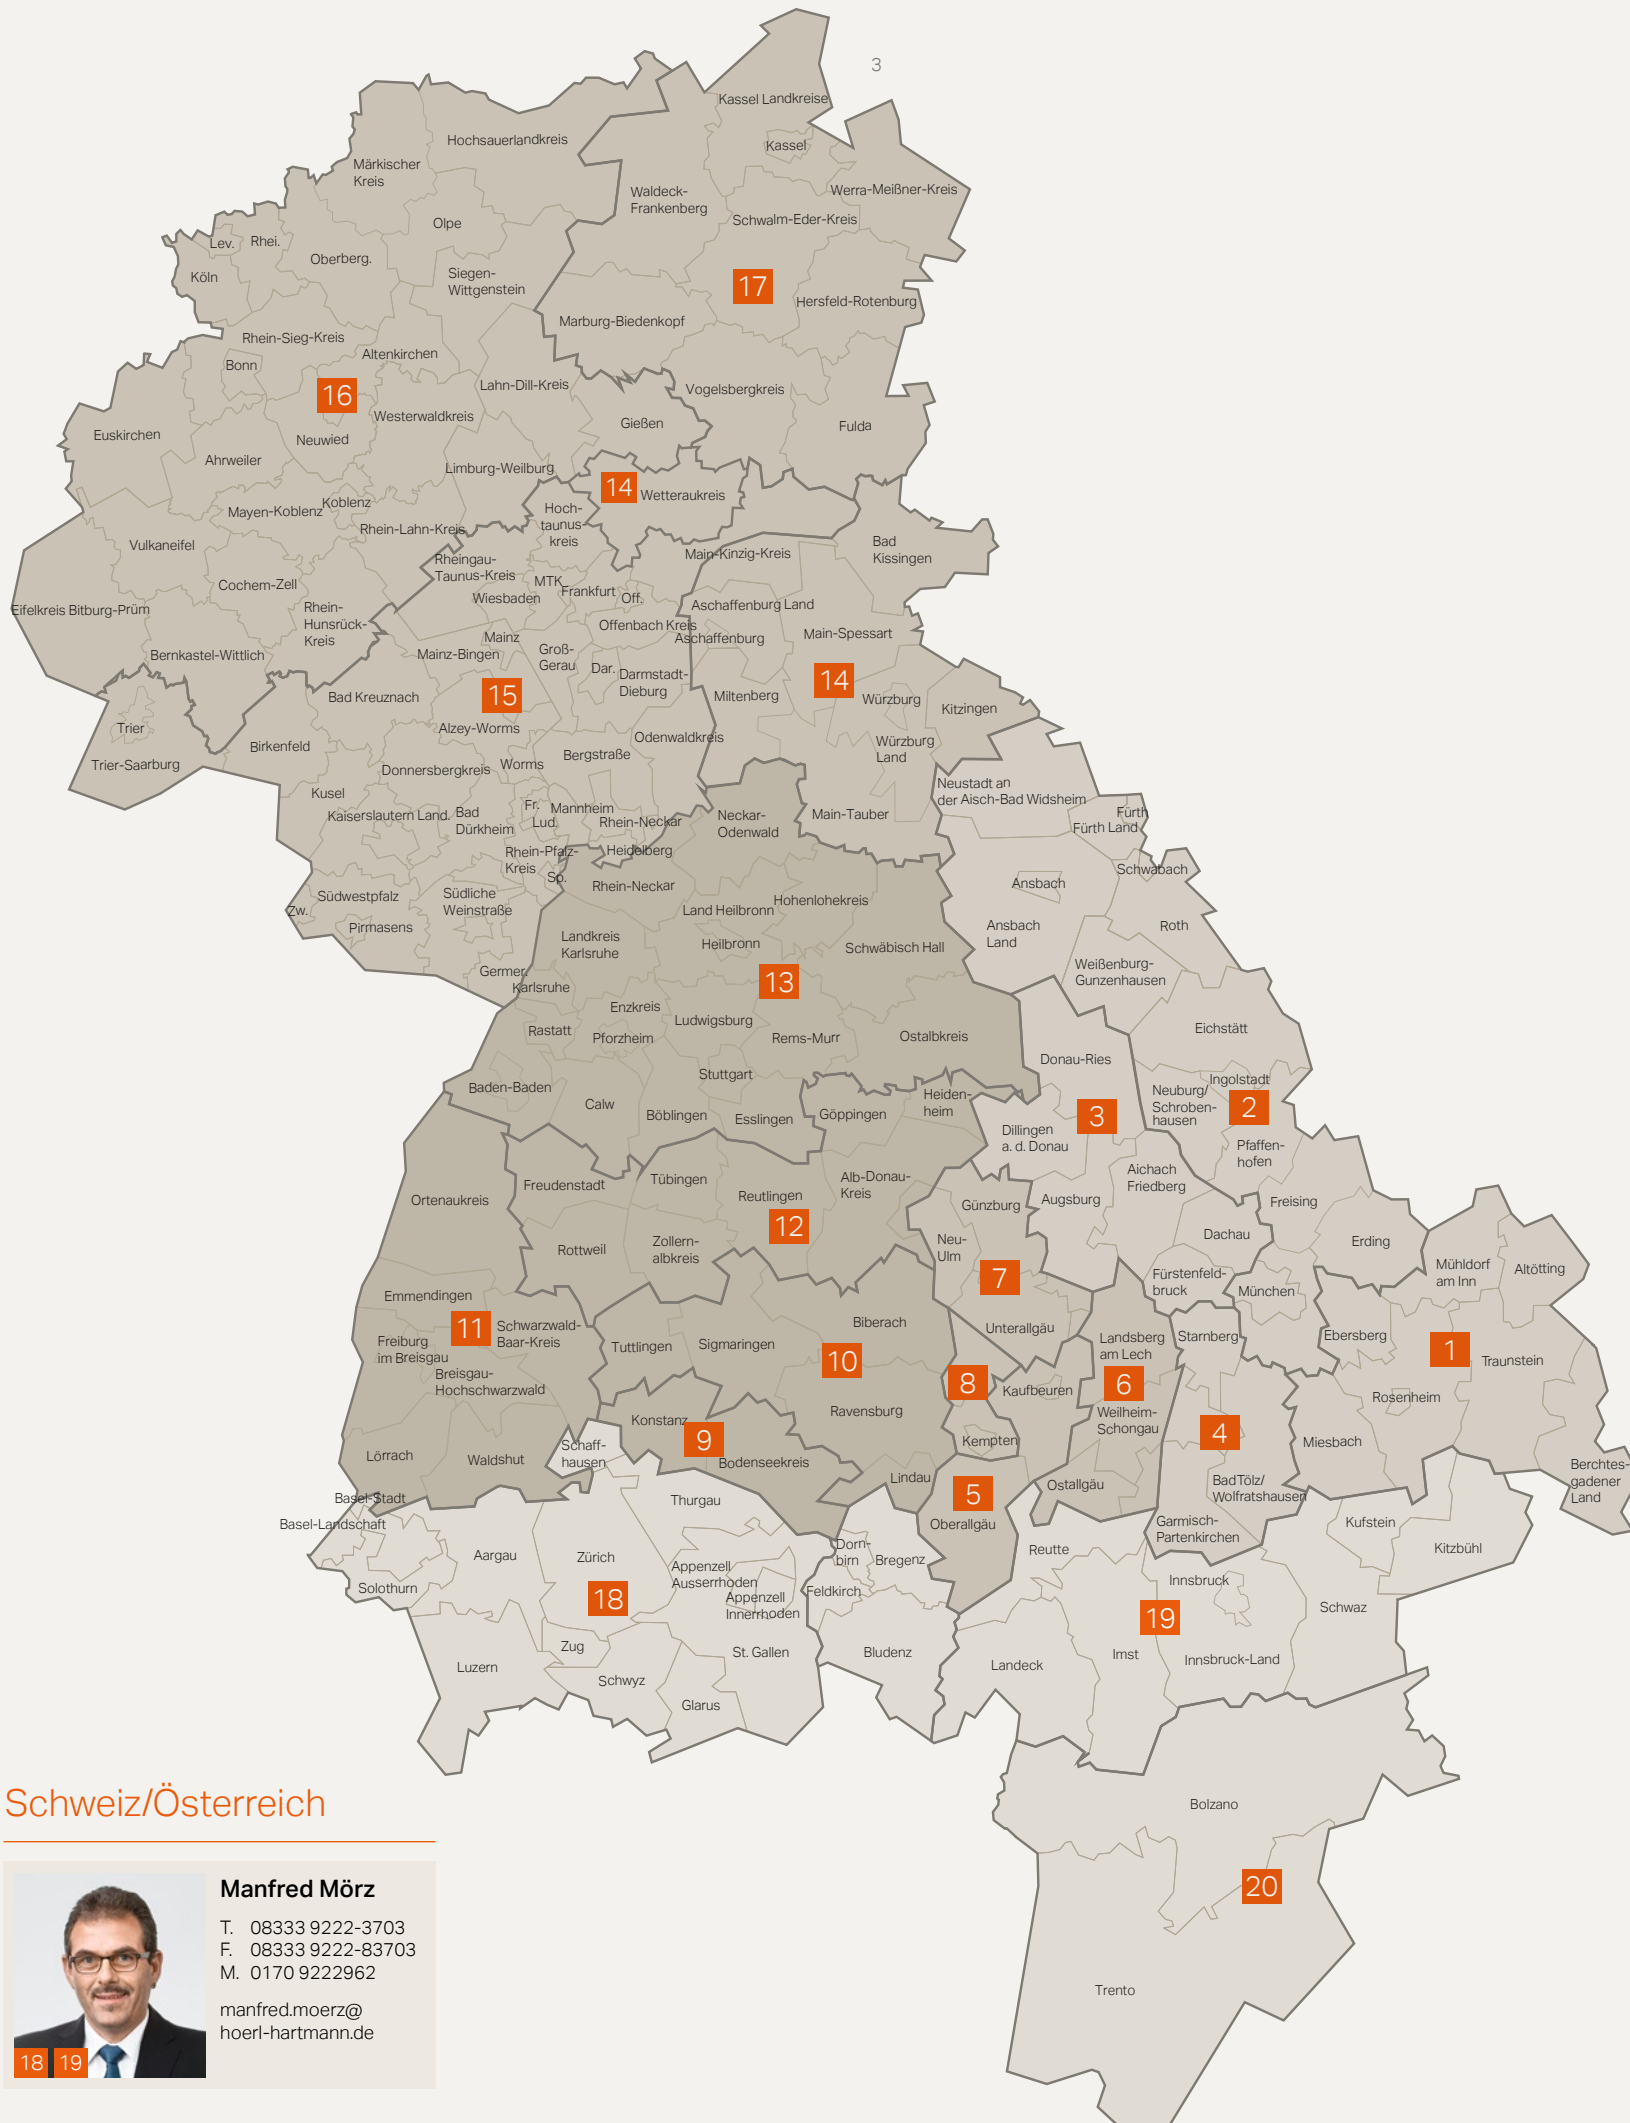 3
Kassel Landkreise
Hochsauerlandkreis
Kassel
Märkischer
Kreis
Waldeck-
Frankenberg
Werra-Meißner-Kreis
Schwalm-Eder-Kreis
Olpe
Lev.
Rhei.
Oberberg.
Köln
Siegen-
Wittgenstein
17
Hersfeld-Rotenburg
Marburg-Biedenkopf
Rhein-Sieg-Kreis
Altenkirchen
Bonn
Lahn-Dill-Kreis
Vogelsbergkreis
16
Westerwaldkreis
Gießen
Fulda
Euskirchen
Neuwied
Ahrweiler
Limburg-Weilburg
14
Wetteraukreis
Mayen-Koblenz
Koblenz
Hoch-
taunus-
kreis
Rhein-Lahn-Kreis
Vulkaneifel
Bad
Kissingen
Main-Kinzig-Kreis
Rheingau-
Taunus-Kreis
MTK
Frankfurt
Off.
Wiesbaden
Cochem-Zell
Eifelkreis Bitburg-Prüm
Rhein-
Hunsrück-
Kreis
Aschaffenburg Land
Offenbach Kreis
Aschaffenburg
Main-Spessart
Mainz
Mainz-Bingen
Groß-
Gerau
Bernkastel-Wittlich
Dar.
Darmstadt-
Dieburg
14
Bad Kreuznach
15
Miltenberg
Würzburg
Kitzingen
Trier
Alzey-Worms
Odenwaldkreis
Würzburg
Land
Birkenfeld
Bergstraße
Trier-Saarburg
Donnersbergkreis
Worms
Neustadt an
der Aisch-Bad Widsheim
Kusel
Kaiserslautern Land.
Bad
Dürkheim
Fr.
Lud.
Mannheim
Rhein-Neckar
Neckar-
Odenwald
Main-Tauber
Fürth
Fürth Land
Rhein-Pfalz-
Kreis
Heidelberg
Sp.
Rhein-Neckar
Schwabach
Ansbach
Südwestpfalz
Südliche
Weinstraße
Zw.
Pirmasens
Land Heilbronn
Hohenlohekreis
Ansbach
Land
Roth
Landkreis
Karlsruhe
Heilbronn
Schwäbisch Hall
Weißenburg-
Gunzenhausen
Germer.
Karlsruhe
13
Enzkreis
Ludwigsburg
Rastatt
Pforzheim
Rems-Murr
Ostalbkreis
Eichstätt
Donau-Ries
Stuttgart
Baden-Baden
Calw
Böblingen
Esslingen
Göppingen
Heiden-
heim
Ingolstadt
Neuburg/
Schroben-
hausen
2
3
Dillingen
a. d. Donau
Pfaffen-
hofen
Aichach
Friedberg
Ortenaukreis
Freudenstadt
Tübingen
Reutlingen
Alb-Donau-
Kreis
Günzburg
Augsburg
Freising
12
Rottweil
Zollern-
albkreis
Neu-
Ulm
Dachau
Erding
7
Fürstenfeld-
bruck
München
Mühldorf
am Inn
Altötting
Emmendingen
11
Schwarzwald-
Baar-Kreis
Biberach
Unterallgäu
Freiburg
im Breisgau
Tuttlingen
Sigmaringen
Landsberg
am Lech
Starnberg
Ebersberg
1
Traunstein
10
Breisgau-
Hochschwarzwald
8
Kaufbeuren
6
Rosenheim
Konstanz
Ravensburg
Weilheim-
Schongau
9
Kempten
4
Miesbach
Lörrach
Waldshut
Schaff-
hausen
Bodenseekreis
Lindau
Ostallgäu
Bad Tölz/
Wolfratshausen
Berchtes-
gadener
Land
5
Oberallgäu
Basel-Stadt
Basel-Landschaft
Thurgau
Garmisch-
Partenkirchen
Kufstein
Kitzbühl
Aargau
Zürich
Dorn-
birn
Bregenz
Reutte
Appenzell
Ausserrhoden
Appenzell
Innerrhoden
Feldkirch
Innsbruck
Solothurn
18
19
Schwaz
Zug
St. Gallen
Bludenz
Imst
Innsbruck-Land
Luzern
Schwyz
Landeck
Glarus
Bolzano
20
Trento
Schweiz/Österreich
Manfred Mörz
T. 08333 9222-3703
F. 08333 9222-83703
M. 0170 9222962
manfred.moerz@
hoerl-hartmann.de
18 19